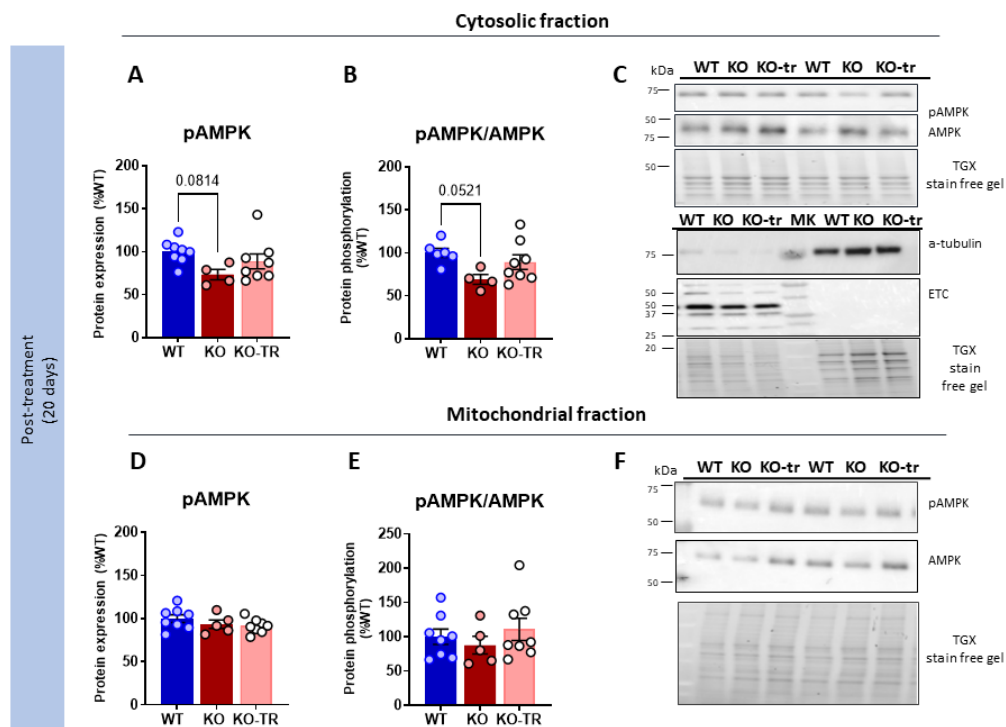 Cytosolic fraction
Post-treatment
(20 days)
A
pAMPK
Protein expression (%WT)
200
150
100
50
0
0.0814
WT KO KO-TR
B
pAMPK/AMPK
Protein phosphorylation
(%WT)
200
150
100
50
0
0.0521
WT KO KO-TR
C
kDa WT KO KO-tr WT KO KO-tr
75
pAMPK
50
75
AMPK
50
TGX
stain free gel
WT KO KO-tr MK WT KO KO-tr
75
a-tubulin
50
50
37
25
ETC
20
TGX
stain
free gel
Mitochondrial fraction
D
pAMPK
Protein expression (%WT)
200
150
100
50
0
WT KO KO-TR
E
pAMPK/AMPK
Protein phosphorylation
(%WT)
250
200
150
100
50
0
WT KO KO-TR
F
kDa WT KO KO-tr WT KO KO-tr
75
50
pAMPK
75
50
AMPK
TGX
stain free gel